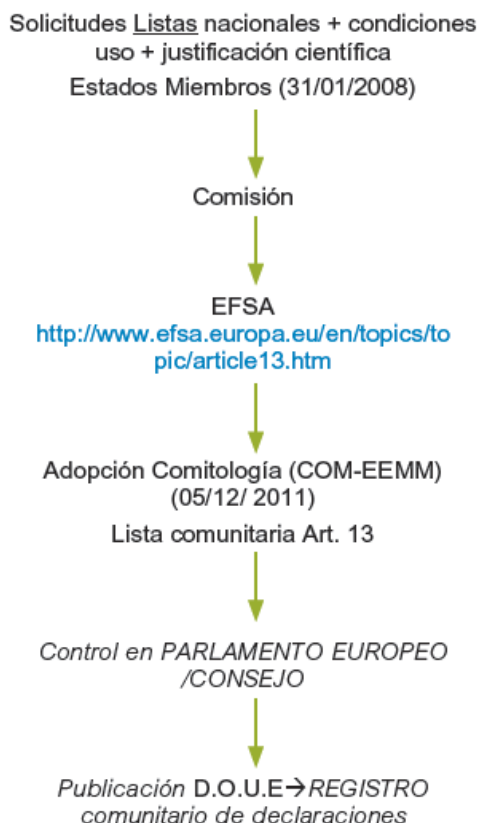 Solicitudes Listas nacionales + condiciones
uso + justificación científica
Estados Miembros (31/01/2008)
Comisión
EFSA
http://www.efsa.europa.eu/en/topics/to
pic/article13.htm
Adopción Comitología (COM-EEMM)
(05/12/ 2011)
Lista comunitaria Art. 13
Control en PARLAMENTO EUROPEO
/CONSEJO
Publicación D.O.U.E→REGISTRO
comunitario de declaraciones